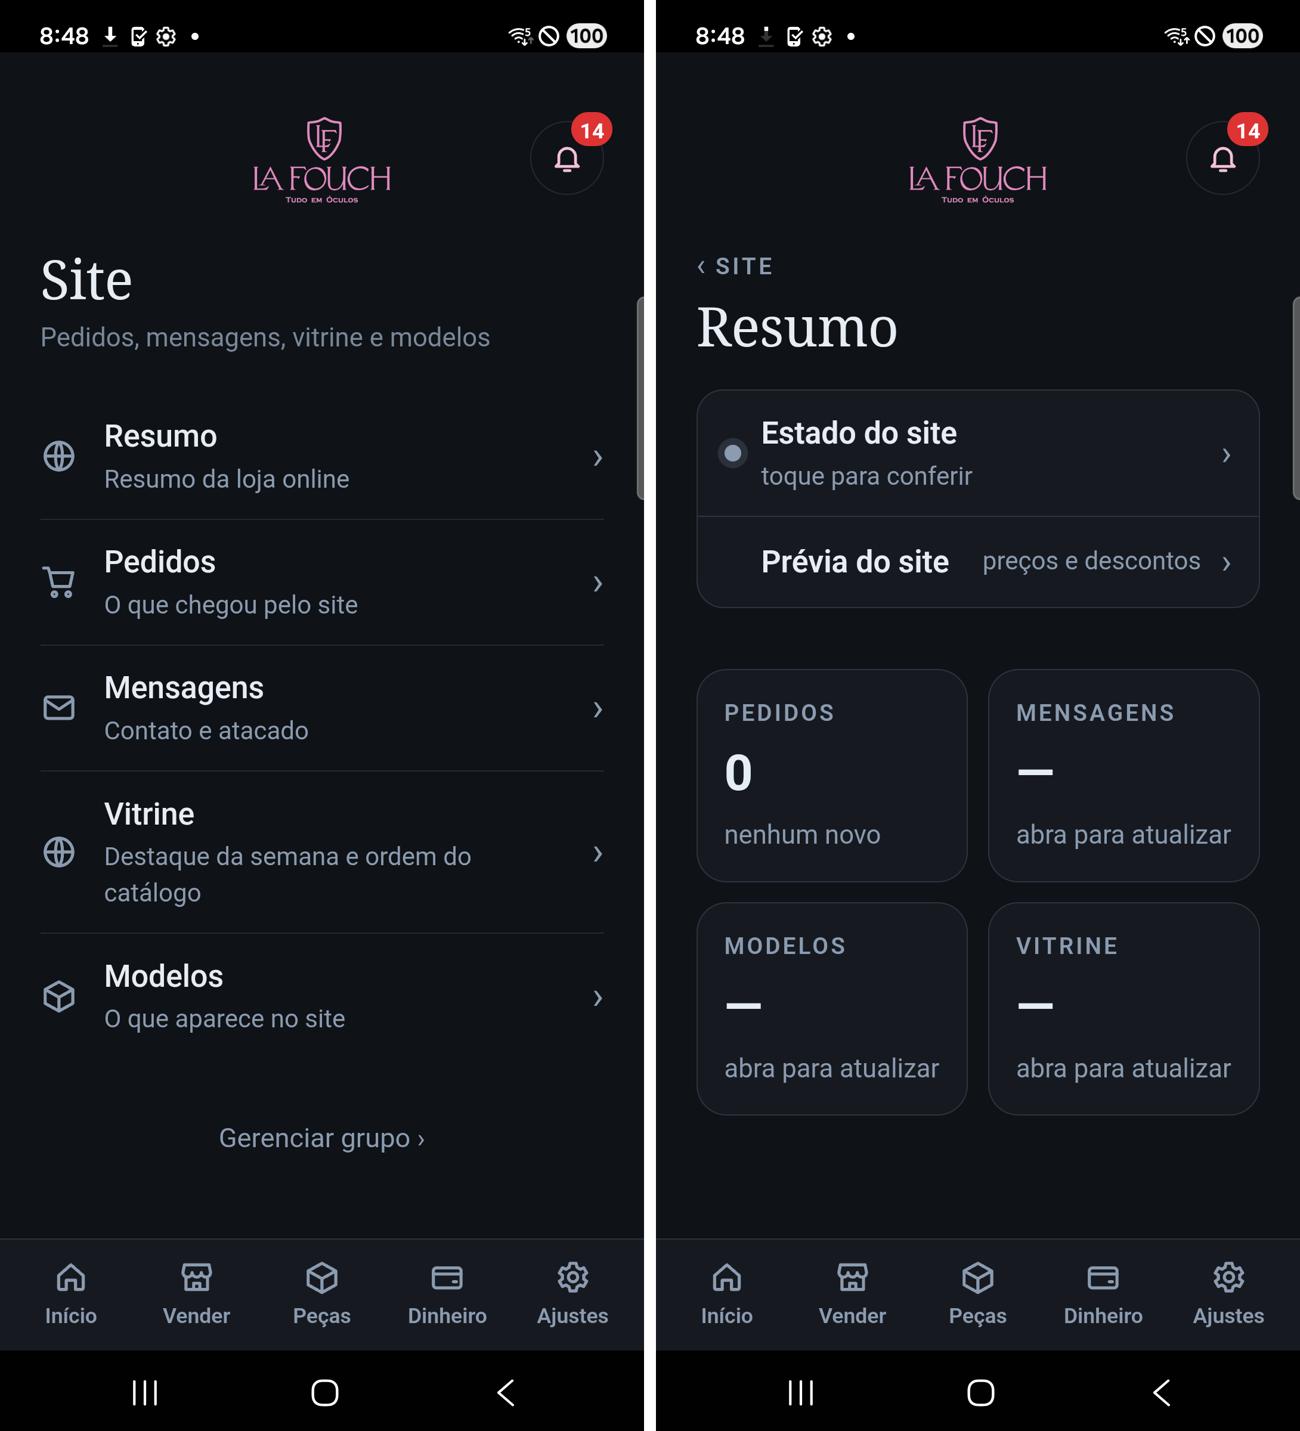 8:48
5
100
14
LF
LA FOUCH
TUDO EM ÓCULOS
Site
Pedidos, mensagens, vitrine e modelos
Resumo
Resumo da loja online
Pedidos
O que chegou pelo site
Mensagens
Contato e atacado
Vitrine
Destaque da semana e ordem do
catálogo
Modelos
O que aparece no site
Gerenciar grupo ›
Início Vender Peças Dinheiro Ajustes
8:48
5
100
14
LF
LA FOUCH
TUDO EM ÓCULOS
‹ SITE
Resumo
Estado do site
toque para conferir
Prévia do site preços e descontos
PEDIDOS
0
nenhum novo
MENSAGENS
—
abra para atualizar
MODELOS
—
abra para atualizar
VITRINE
—
abra para atualizar
Início Vender Peças Dinheiro Ajustes